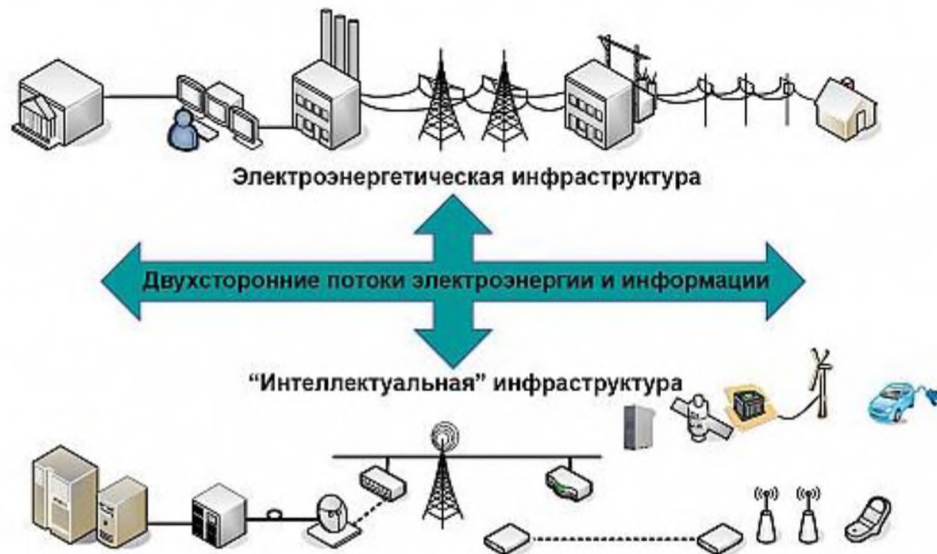 Электроэнергетическая инфраструктура
Двухсторонние потоки электроэнергии и информации
“Интеллектуальная” инфраструктура